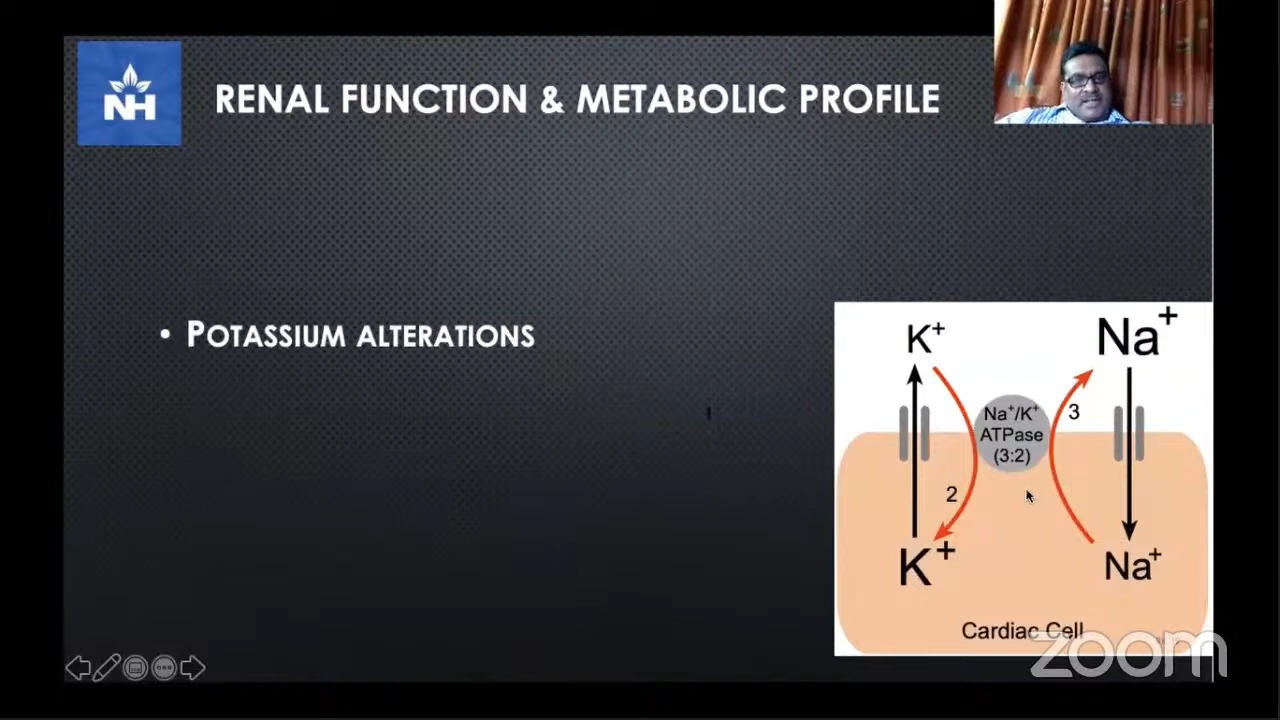 NH
RENAL FUNCTION & METABOLIC PROFILE
• POTASSIUM ALTERATIONS
K+
Na+
Na+/K+
ATPase
(3:2)
3
2
K+
Na+
Cardiac Cell
zoom